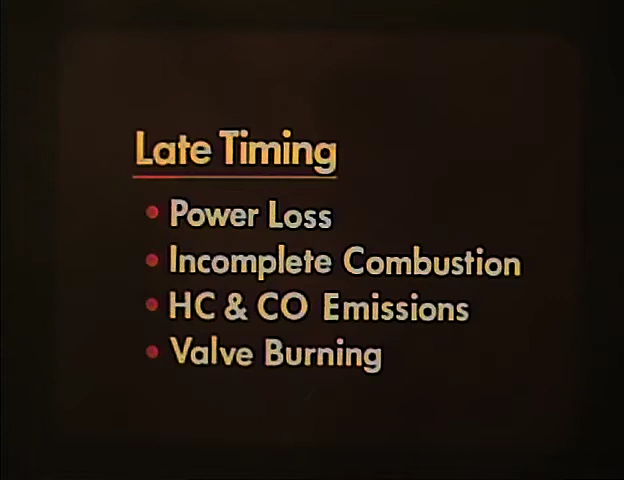 Late Timing
• Power Loss
• Incomplete Combustion
• HC & CO Emissions
• Valve Burning